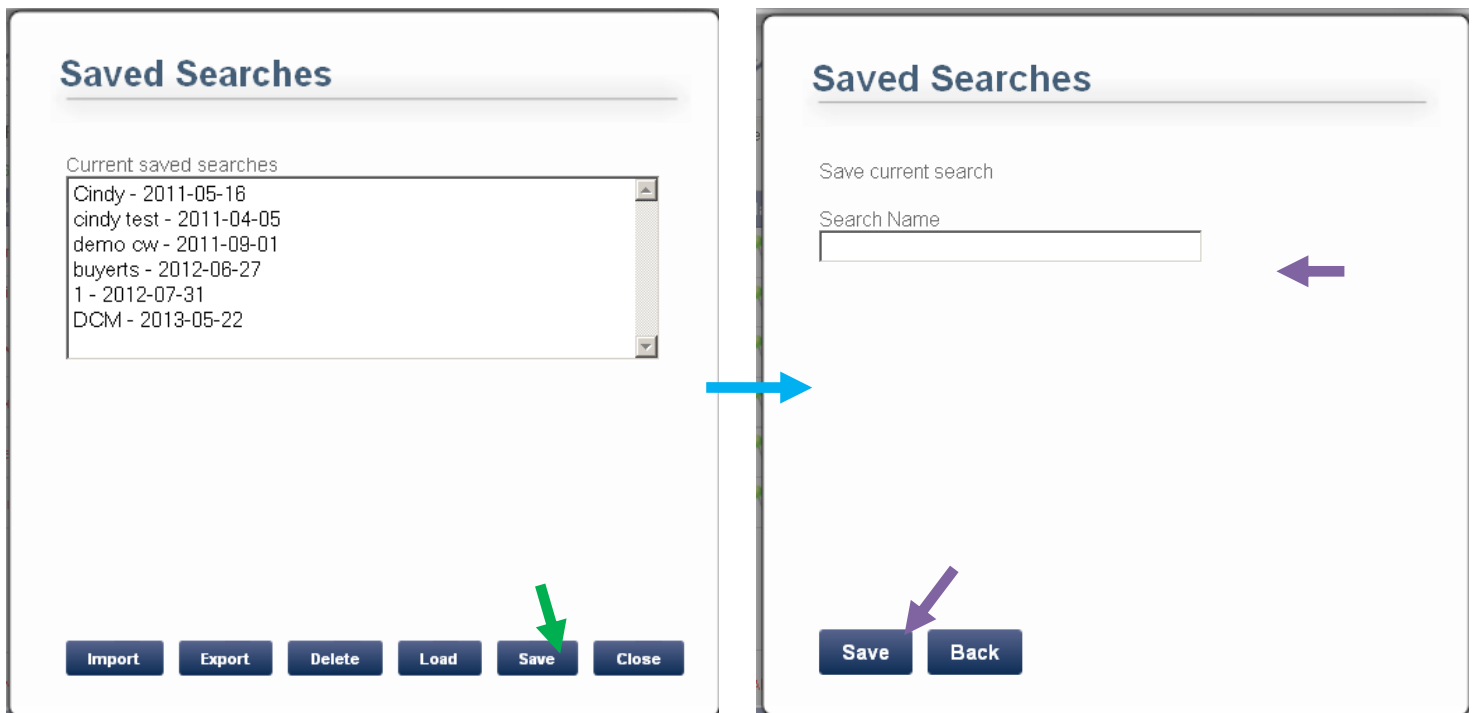 Saved Searches
Current saved searches
Cindy - 2011-05-16
cindy test - 2011-04-05
demo cw - 2011-09-01
buyerts - 2012-06-27
1 - 2012-07-31
DCM - 2013-05-22
Import Export Delete Load Save Close
Saved Searches
Save current search
Search Name
Save Back